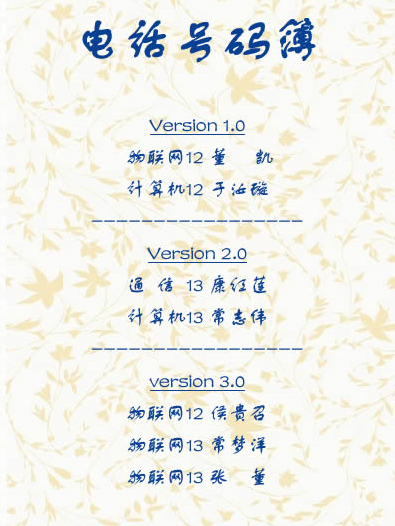 电话号码簿
Version 1.0
物联网12 董 凯
计算机12 于汝璇
-----------------
Version 2.0
通 信 13 康红莲
计算机13 常志伟
-----------------
version 3.0
物联网12 侯贵召
物联网13 常梦洋
物联网13 张 董